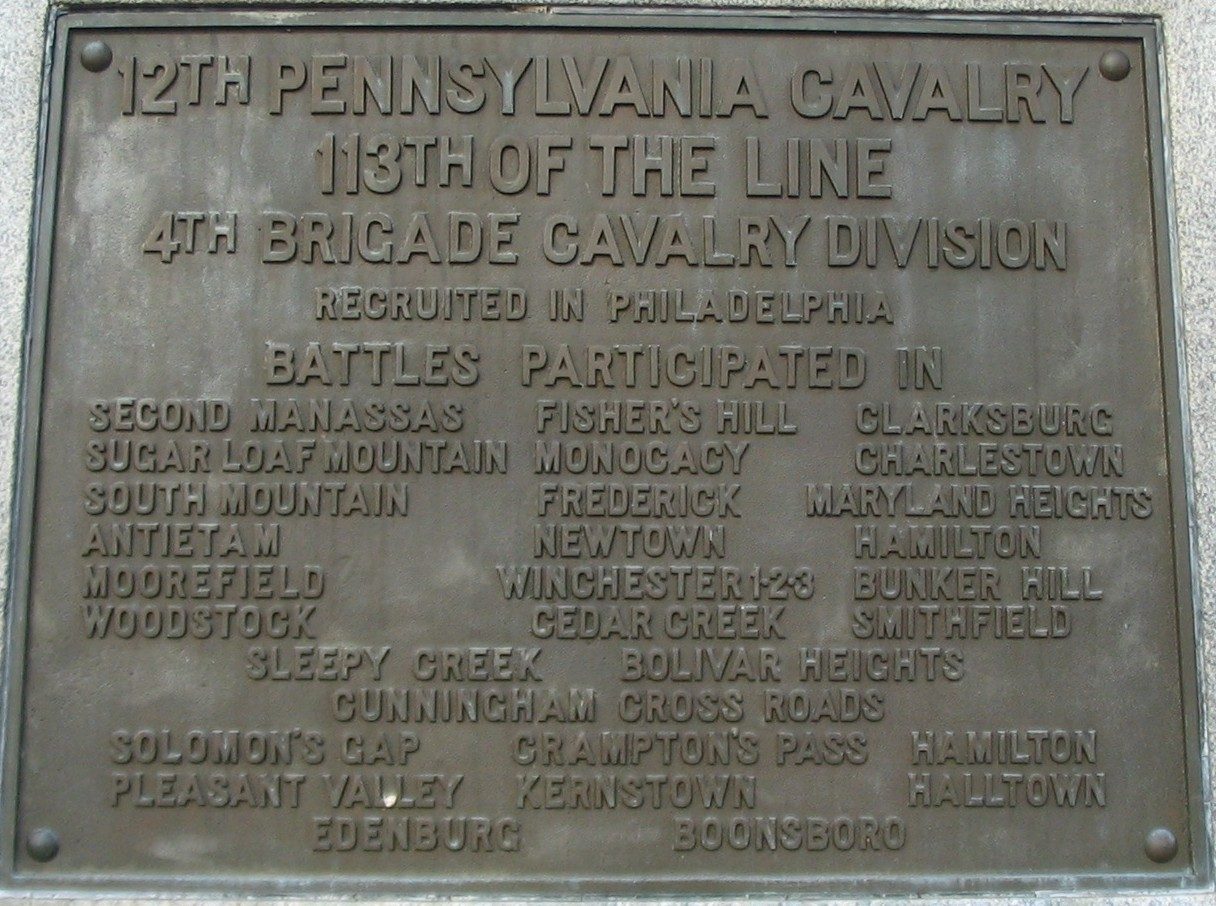 12TH PENNSYLVANIA CAVALRY
113TH OF THE LINE
4TH BRIGADE CAVALRY DIVISION
RECRUITED IN PHILADELPHIA
BATTLES PARTICIPATED IN
SECOND MANASSAS FISHER'S HILL CLARKSBURG
SUGAR LOAF MOUNTAIN MONOCACY CHARLESTOWN
SOUTH MOUNTAIN FREDERICK MARYLAND HEIGHTS
ANTIETAM NEWTOWN HAMILTON
MOOREFIELD WINCHESTER 1-2-3 BUNKER HILL
WOODSTOCK CEDAR CREEK SMITHFIELD
SLEEPY CREEK BOLIVAR HEIGHTS
CUNNINGHAM CROSS ROADS
SOLOMON'S GAP CRAMPTON'S PASS HAMILTON
PLEASANT VALLEY KERNSTOWN HALLTOWN
EDENBURG BOONSBORO